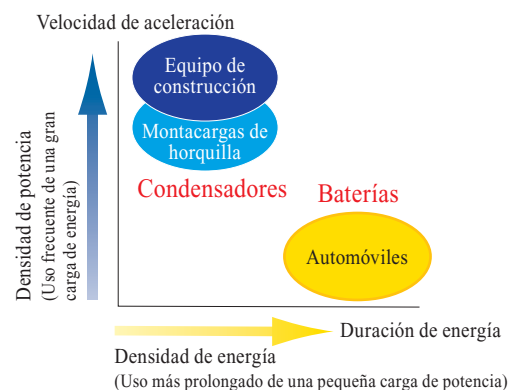 Velocidad de aceleración
Equipo de
construcción
Montacargas de
horquilla
Densidad de potencia
(Uso frecuente de una gran
carga de energía)
Condensadores
Baterías
Automóviles
Duración de energía
Densidad de energía
(Uso más prolongado de una pequeña carga de potencia)